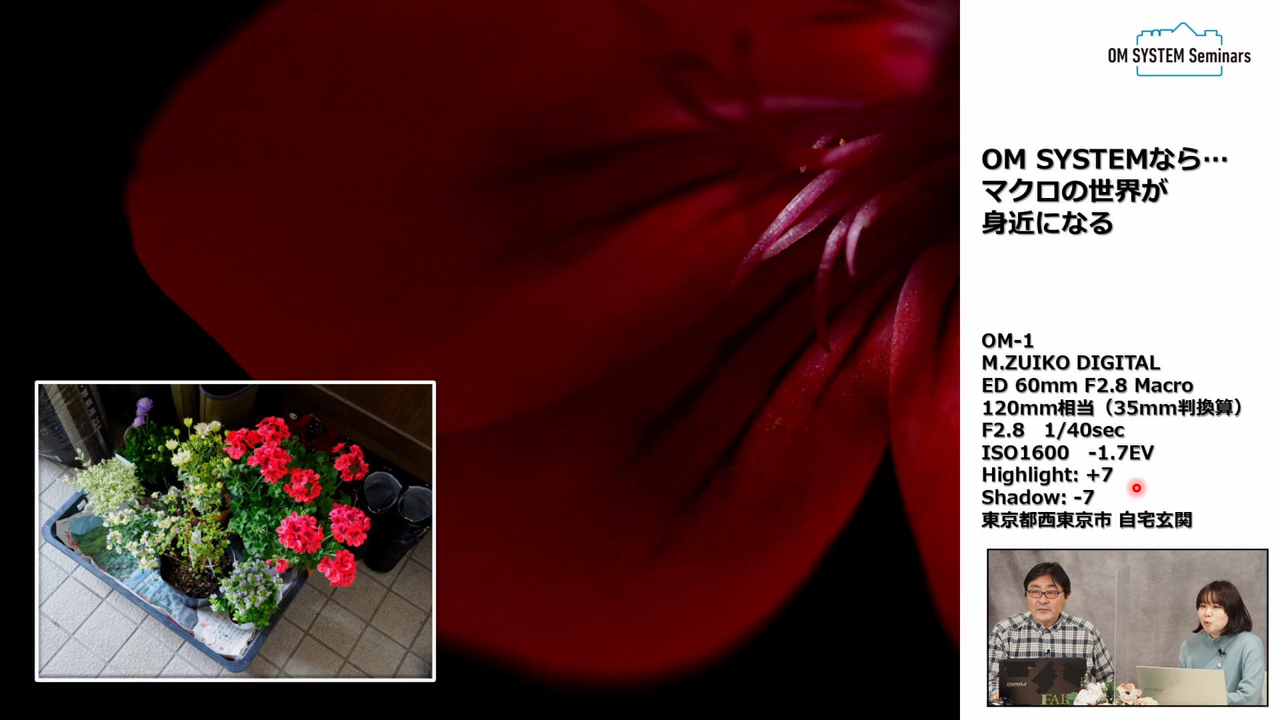 OM SYSTEM Seminars
OM SYSTEMなら…
マクロの世界が
身近になる
OM-1
M.ZUIKO DIGITAL
ED 60mm F2.8 Macro
120mm相当（35mm判換算）
F2.8 1/40sec
ISO1600 -1.7EV
Highlight: +7
Shadow: -7
東京都西東京市 自宅玄関